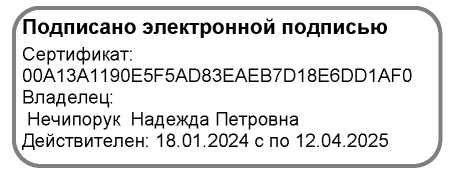 Подписано электронной подписью
Сертификат:
00A13A1190E5F5AD83EAEB7D18E6DD1AF0
Владелец:
Нечипорук Надежда Петровна
Действителен: 18.01.2024 с по 12.04.2025